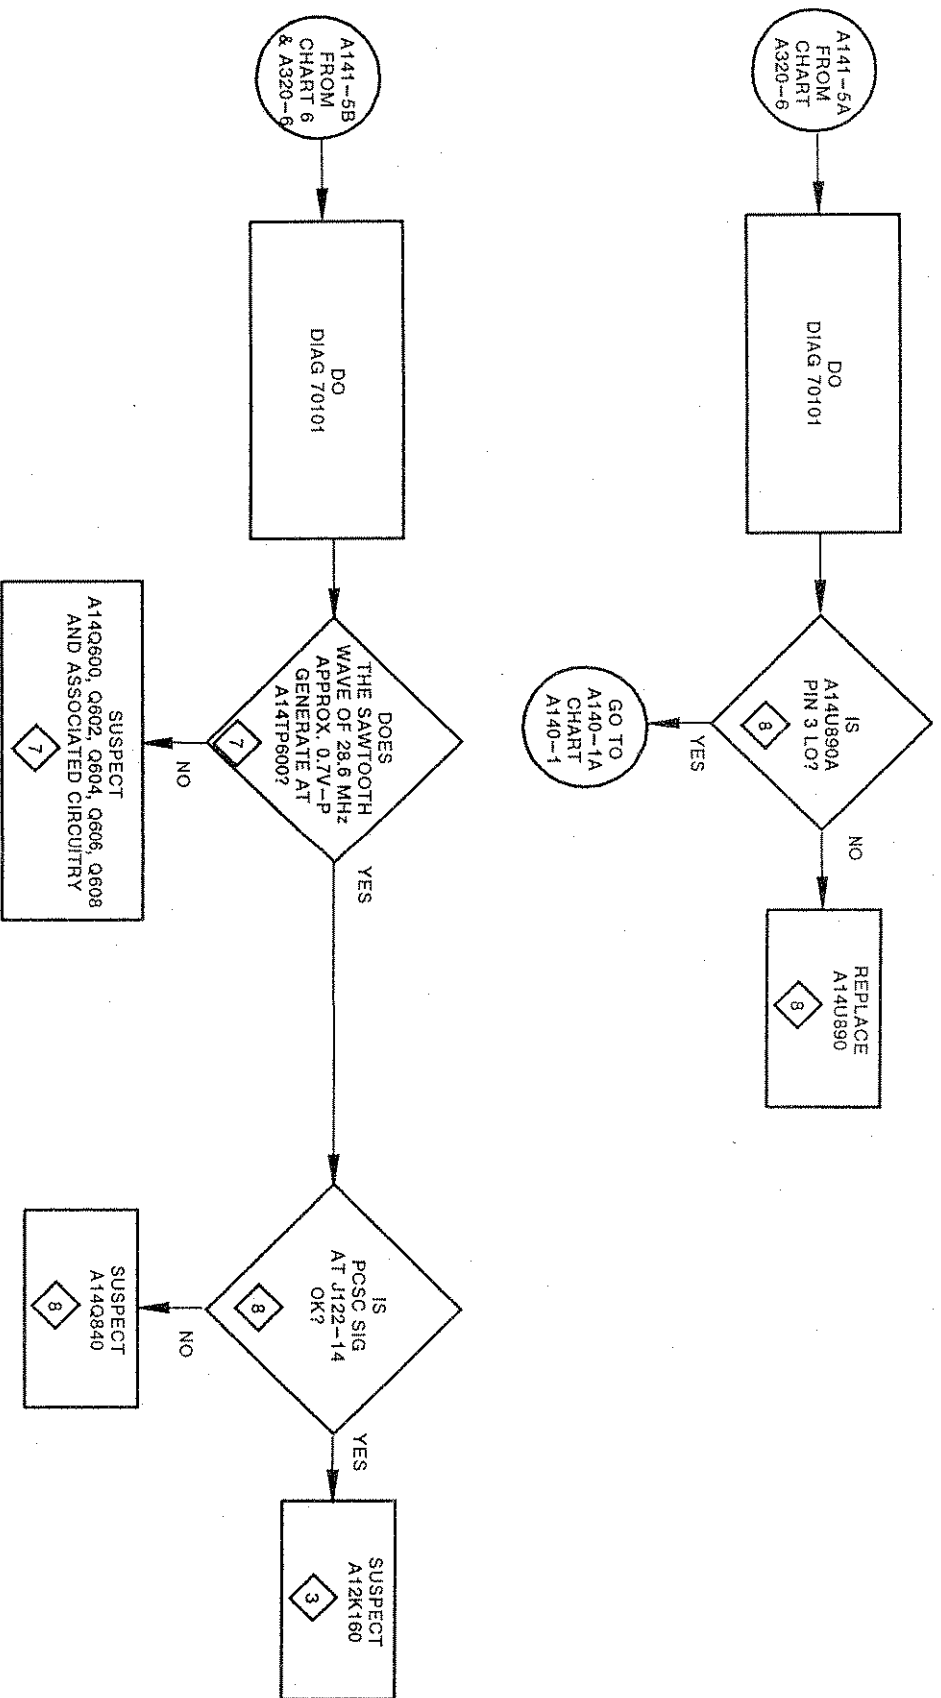 A141-5A
FROM
CHART
A320-6
DO
DIAG 70101
IS
A14U890A
PIN 3 LO?
8
NO
REPLACE
A14U890
8
YES
GO TO
A140-1A
CHART
A140-1
A141-5B
FROM
CHART 6
& A320-6
DO
DIAG 70101
DOES
THE SAWTOOTH
WAVE OF 28.6 MHz
APPROX. 0.7V-P
GENERATE AT
A14TP600?
7
NO
SUSPECT
A14Q600, Q602, Q604, Q606, Q608
AND ASSOCIATED CIRCUITRY
7
YES
IS
PCSC SIG
AT J122-14
OK?
8
NO
SUSPECT
A14Q840
8
YES
SUSPECT
A12K160
3